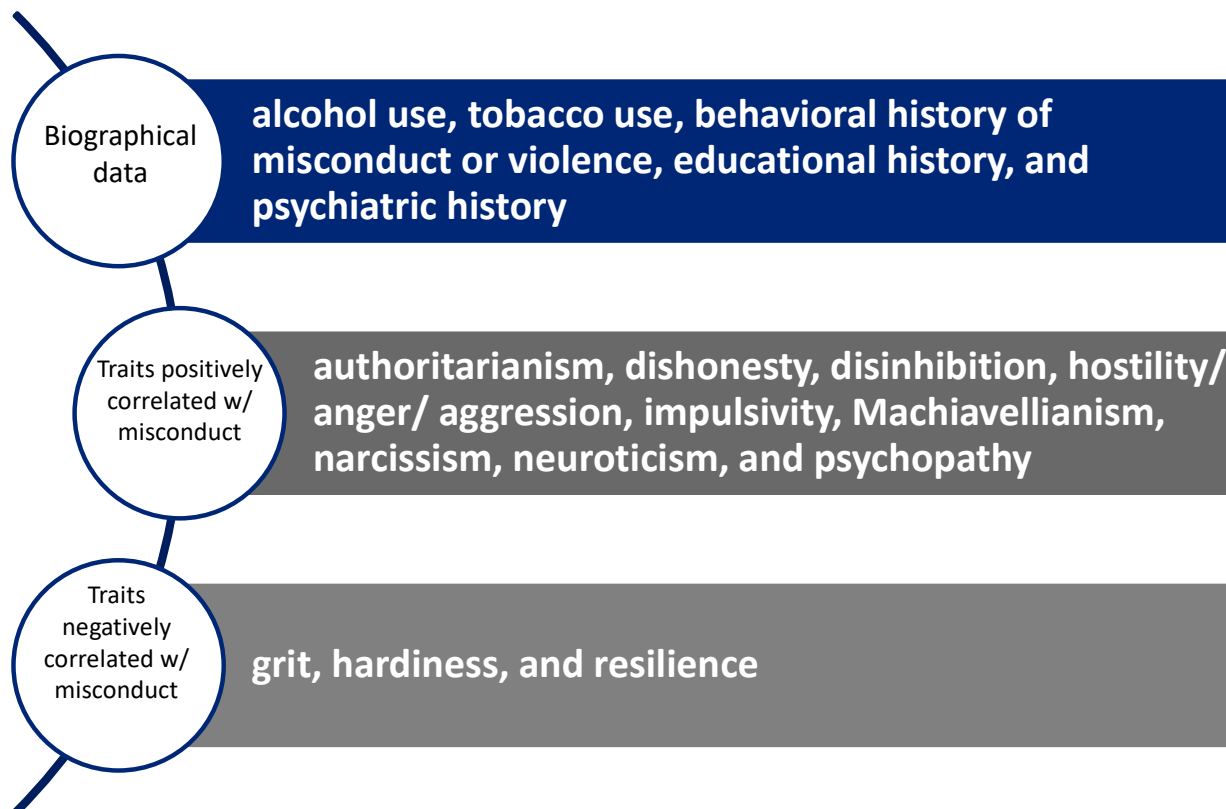 Biographical
data
alcohol use, tobacco use, behavioral history of
misconduct or violence, educational history, and
psychiatric history
Traits positively
correlated w/
misconduct
authoritarianism, dishonesty, disinhibition, hostility/
anger/ aggression, impulsivity, Machiavellianism,
narcissism, neuroticism, and psychopathy
Traits
negatively
correlated w/
misconduct
grit, hardiness, and resilience